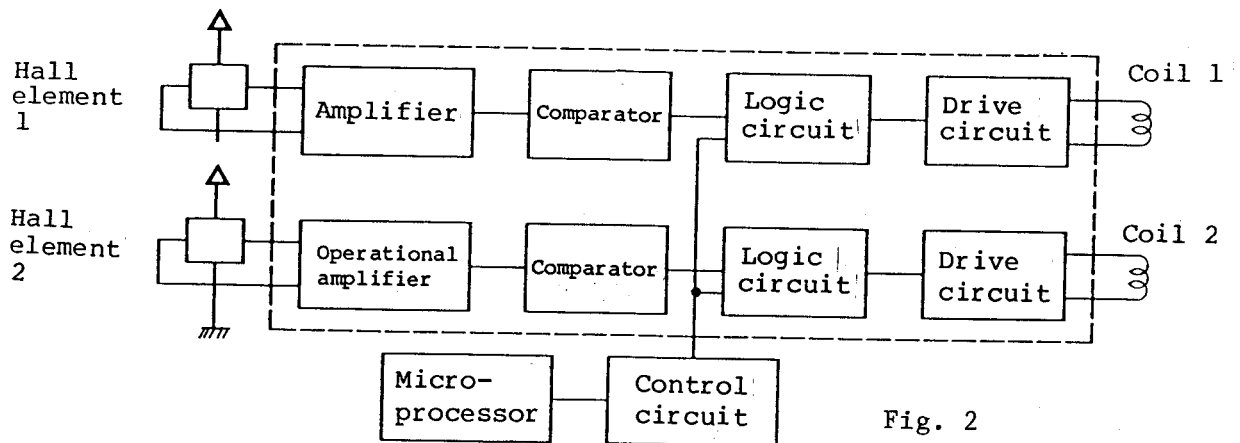 Hall
element
1
Amplifier
Comparator
Logic
circuit
Drive
circuit
Coil 1
Hall
element
2
Operational
amplifier
Comparator
Logic
circuit
Drive
circuit
Coil 2
Micro-
processor
Control
circuit
Fig. 2